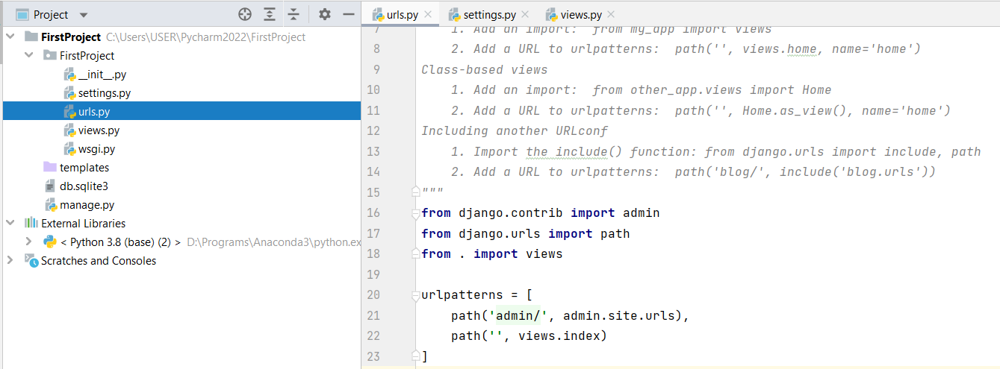 Project
FirstProject C:\Users\USER\Pycharm2022\FirstProject
FirstProject
__init__.py
settings.py
urls.py
views.py
wsgi.py
templates
db.sqlite3
manage.py
External Libraries
< Python 3.8 (base) (2) > D:\Programs\Anaconda3\python.ex
Scratches and Consoles
urls.py settings.py views.py
7 1. Add an import:  from my_app import views
8 2. Add a URL to urlpatterns:  path('', views.home, name='home')
9 Class-based views
10 1. Add an import:  from other_app.views import Home
11 2. Add a URL to urlpatterns:  path('', Home.as_view(), name='home')
12 Including another URLconf
13 1. Import the include() function: from django.urls import include, path
14 2. Add a URL to urlpatterns:  path('blog/', include('blog.urls'))
15 """
16 from django.contrib import admin
17 from django.urls import path
18 from . import views
19
20 urlpatterns = [
21 path('admin/', admin.site.urls),
22 path('', views.index)
23 ]